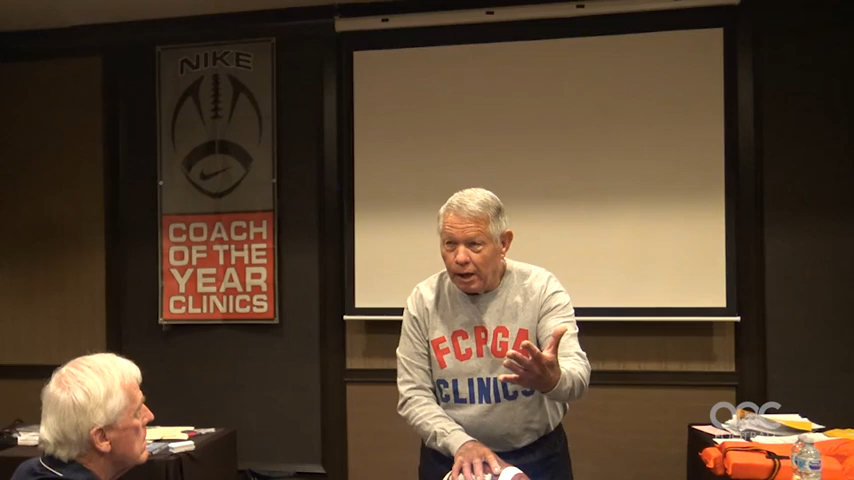 NIKE
COACH
OF THE
YEAR
CLINICS
FCPGA
CLINICS